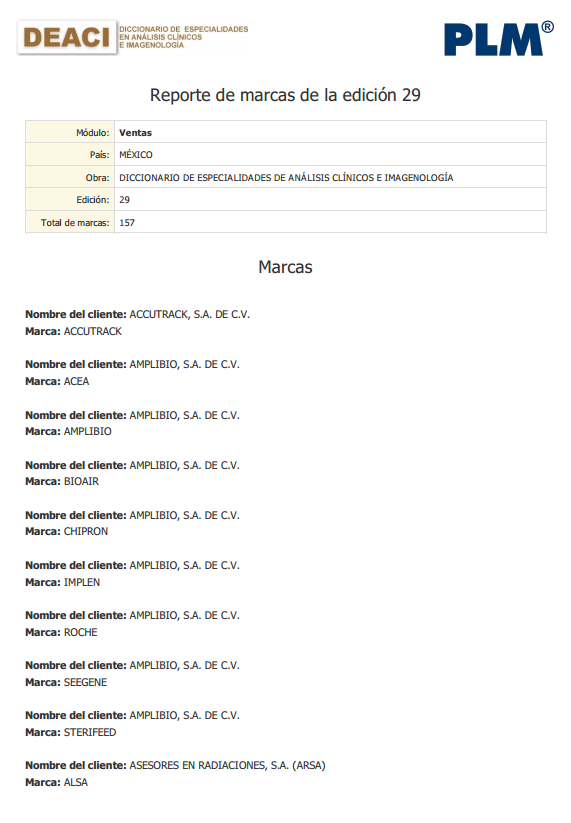 DEACI
DICCIONARIO DE ESPECIALIDADES
EN ANÁLISIS CLÍNICOS
E IMAGENOLOGÍA
PLM®
Reporte de marcas de la edición 29
Módulo: Ventas
País: MÉXICO
Obra: DICCIONARIO DE ESPECIALIDADES DE ANÁLISIS CLÍNICOS E IMAGENOLOGÍA
Edición: 29
Total de marcas: 157
Marcas
Nombre del cliente: ACCUTRACK, S.A. DE C.V.
Marca: ACCUTRACK
Nombre del cliente: AMPLIBIO, S.A. DE C.V.
Marca: ACEA
Nombre del cliente: AMPLIBIO, S.A. DE C.V.
Marca: AMPLIBIO
Nombre del cliente: AMPLIBIO, S.A. DE C.V.
Marca: BIOAIR
Nombre del cliente: AMPLIBIO, S.A. DE C.V.
Marca: CHIPRON
Nombre del cliente: AMPLIBIO, S.A. DE C.V.
Marca: IMPLEN
Nombre del cliente: AMPLIBIO, S.A. DE C.V.
Marca: ROCHE
Nombre del cliente: AMPLIBIO, S.A. DE C.V.
Marca: SEEGENE
Nombre del cliente: AMPLIBIO, S.A. DE C.V.
Marca: STERIFEED
Nombre del cliente: ASESORES EN RADIACIONES, S.A. (ARSA)
Marca: ALSA